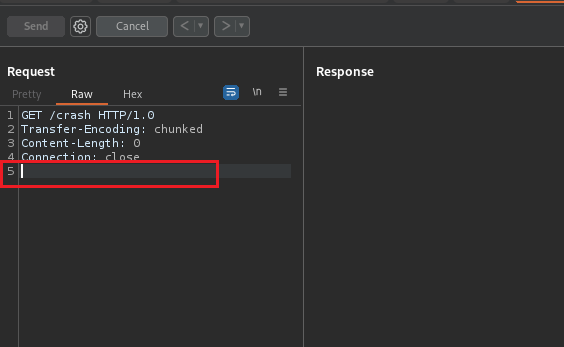 Send Cancel < ▼ > ▼
Request Response
Pretty Raw Hex \n
1 GET /crash HTTP/1.0
2 Transfer-Encoding: chunked
3 Content-Length: 0
4 Connection: close
5